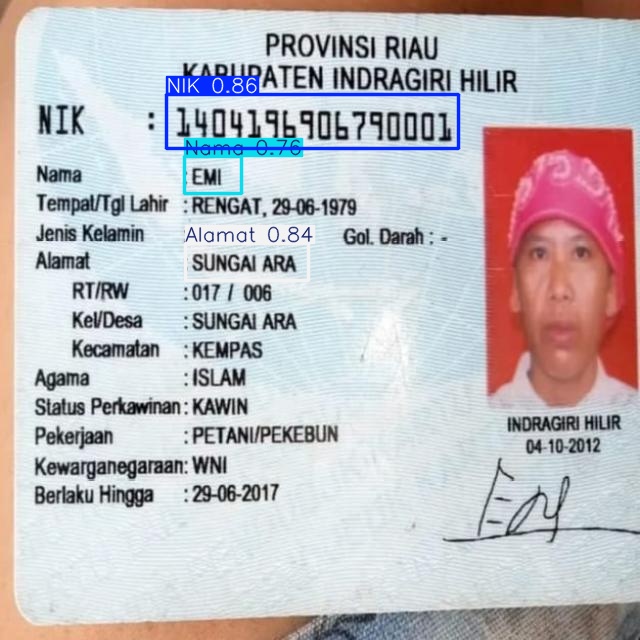 PROVINSI RIAU
KABUPATEN INDRAGIRI HILIR
NIK 0.86
NIK : 1404196906790001
Nama 0.76
Nama : EMI
Tempat/Tgl Lahir : RENGAT, 29-06-1979
Jenis Kelamin Alamat 0.84 Gol. Darah : -
Alamat SUNGAI ARA
RT/RW : 017 / 006
Kel/Desa : SUNGAI ARA
Kecamatan : KEMPAS
Agama : ISLAM
Status Perkawinan : KAWIN
Pekerjaan : PETANI/PEKEBUN
Kewarganegaraan : WNI
Berlaku Hingga : 29-06-2017
INDRAGIRI HILIR
04-10-2012